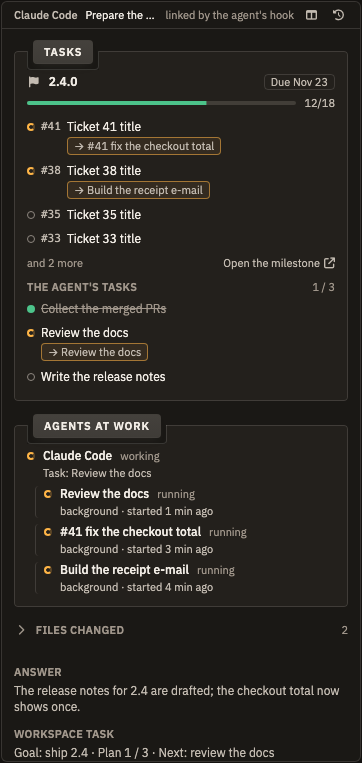 Claude Code Prepare the ... linked by the agent's hook
TASKS
2.4.0 Due Nov 23
12/18
#41 Ticket 41 title
→ #41 fix the checkout total
#38 Ticket 38 title
→ Build the receipt e-mail
#35 Ticket 35 title
#33 Ticket 33 title
and 2 more Open the milestone
THE AGENT'S TASKS 1 / 3
Collect the merged PRs
Review the docs
→ Review the docs
Write the release notes
AGENTS AT WORK
Claude Code working
Task: Review the docs
Review the docs running
background · started 1 min ago
#41 fix the checkout total running
background · started 3 min ago
Build the receipt e-mail running
background · started 4 min ago
FILES CHANGED 2
ANSWER
The release notes for 2.4 are drafted; the checkout total now
shows once.
WORKSPACE TASK
Goal: ship 2.4 · Plan 1 / 3 · Next: review the docs